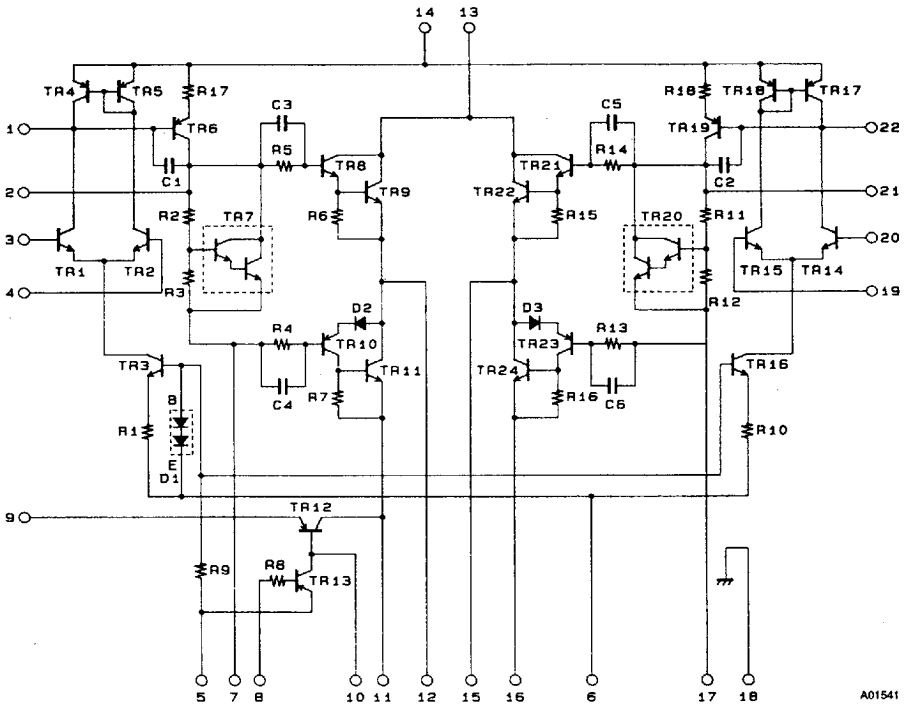 14 13
TR4 TR5 R17 C3 C5 R18 TR18 TR17
1 TR6 TR19 22
R5 TR8 TR21 R14
C1 TR9 TR22 C2
2 21
R2 TR7 R6 R15 TR20 R11
3 20
TR1 TR2 TR15 TR14
4 R3 R12 19
D2 D3
R4 TR10 TR23 R13
TR3 TR11 TR24 TR16
C4 R7 R16 C6
B
R1 R10
E
D1
9 TR12
R9 R8 TR13
5 7 8 10 11 12 15 16 6 17 18
A01541